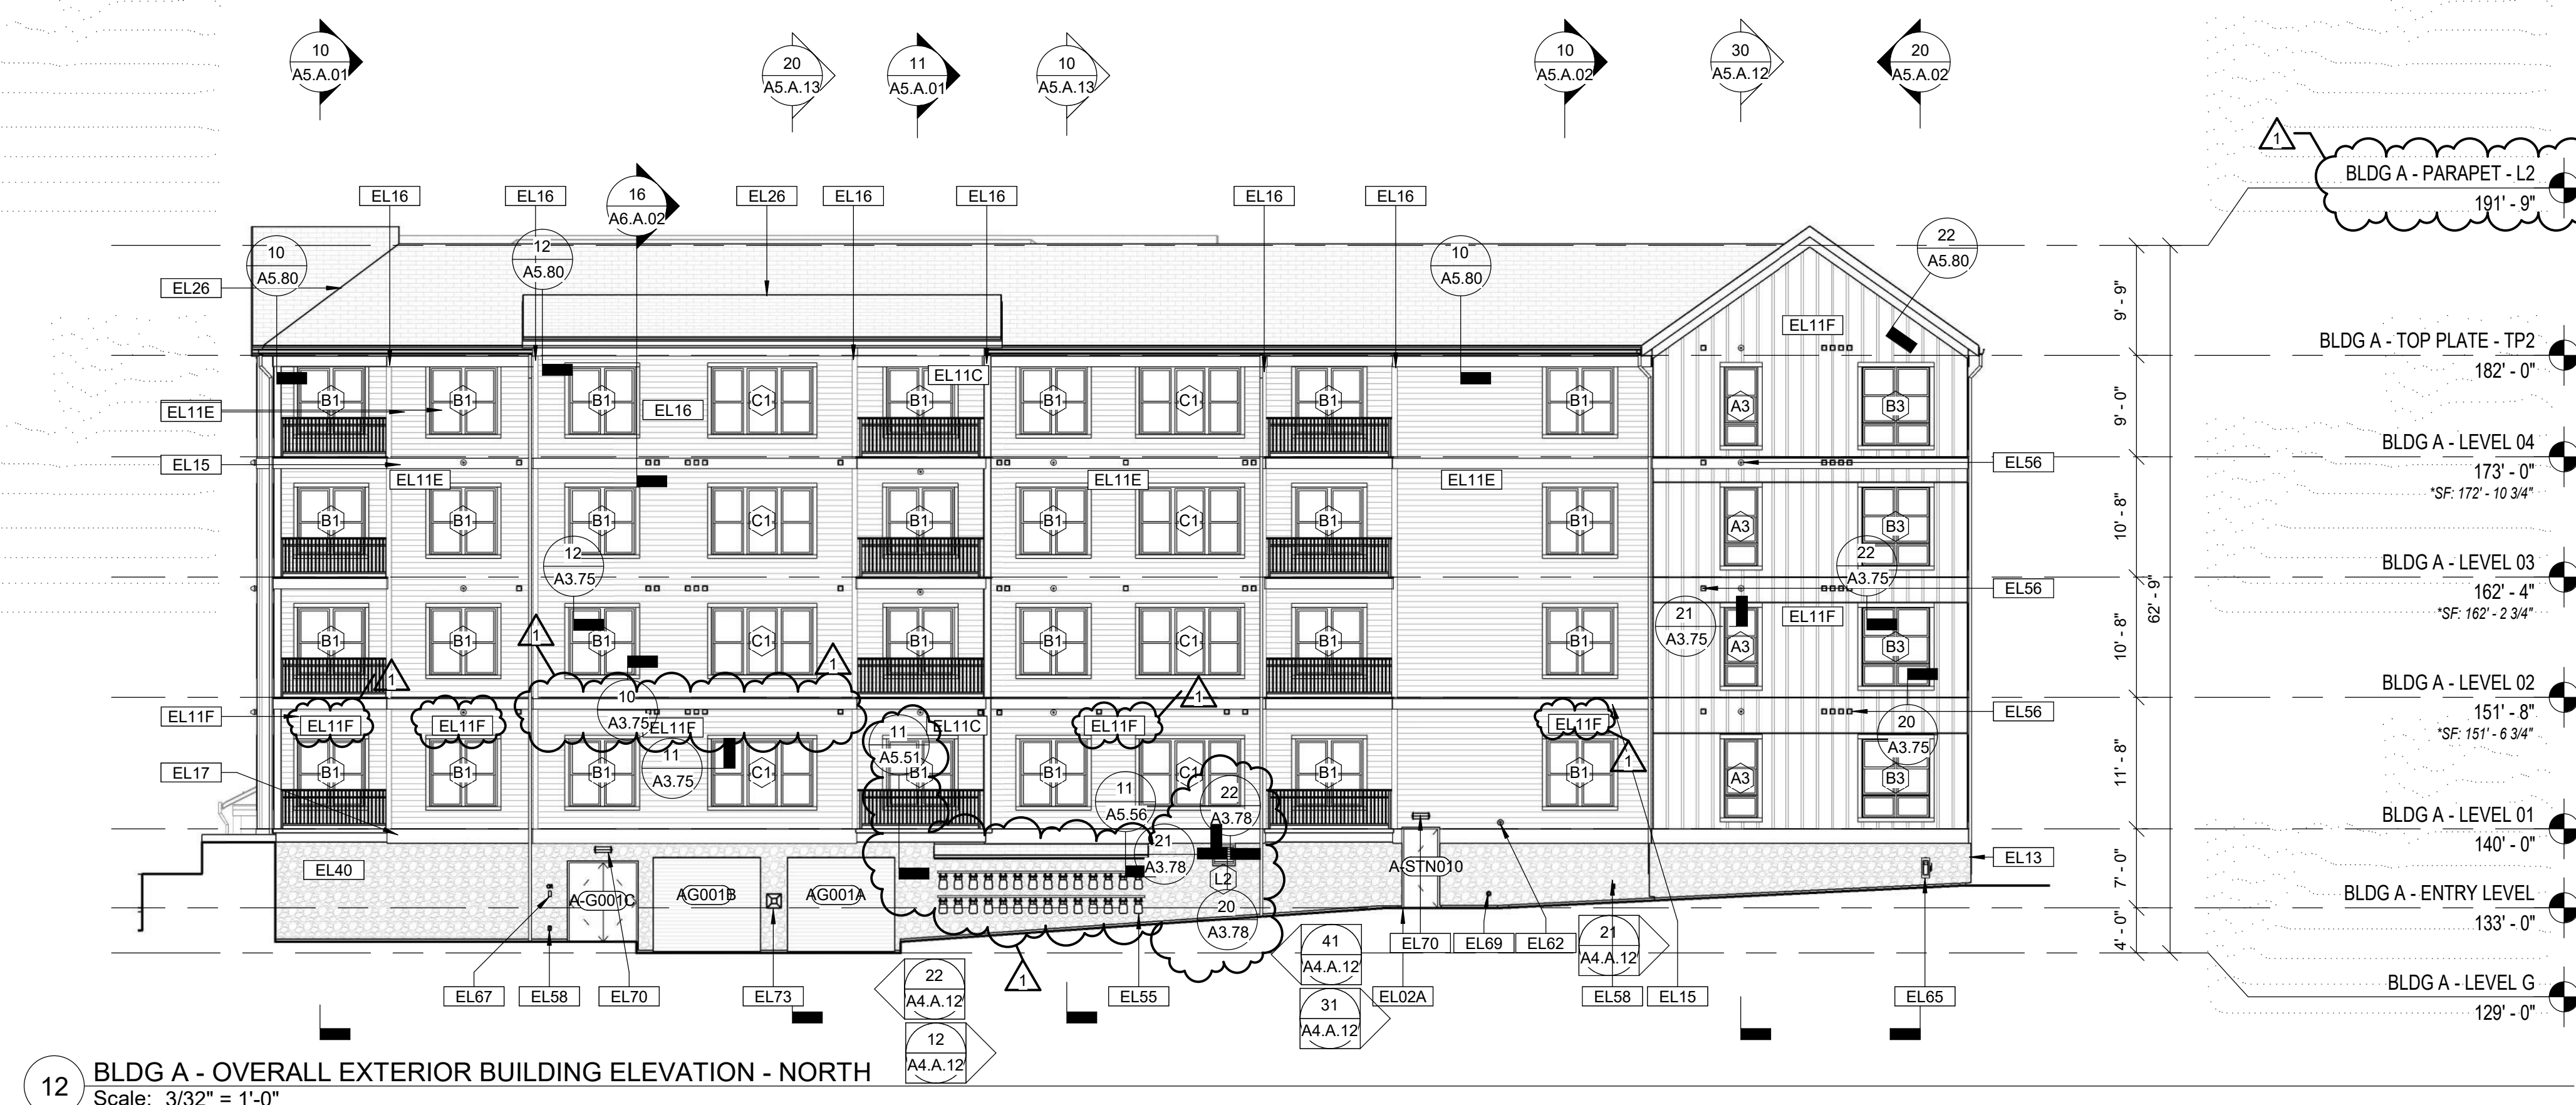 10
A5.A.01
20
A5.A.13
11
A5.A.01
10
A5.A.13
10
A5.A.02
30
A5.A.12
20
A5.A.02
1
BLDG A - PARAPET - L2
191' - 9"
EL16
EL16
16
A6.A.02
EL26
EL16
EL16
EL16
EL16
10
A5.80
12
A5.80
10
A5.80
22
A5.80
EL26
9' - 9"
EL11F
BLDG A - TOP PLATE - TP2
182' - 0"
EL11C
EL11E
B1
B1
B1
EL16
C1
B1
B1
C1
B1
B1
A3
B3
9' - 0"
BLDG A - LEVEL 04
173' - 0"
*SF: 172' - 10 3/4"
EL15
EL56
EL11E
EL11E
EL11E
B1
B1
B1
C1
B1
B1
C1
B1
B1
A3
B3
10' - 8"
12
A3.75
22
A3.75
BLDG A - LEVEL 03
162' - 4"
*SF: 162' - 2 3/4"
62' - 9"
EL56
21
A3.75
EL11F
B1
B1
B1
C1
B1
B1
C1
B1
B1
A3
B3
10' - 8"
1
1
1
1
BLDG A - LEVEL 02
151' - 8"
*SF: 151' - 6 3/4"
EL11F
EL11F
EL11F
10
A3.75
EL11F
EL11C
EL11F
EL11F
EL56
20
A3.75
11
A5.51
11
A3.75
1
EL17
B1
B1
B1
C1
B1
B1
C1
B1
B1
A3
B3
11' - 8"
11
A5.56
22
A3.78
BLDG A - LEVEL 01
140' - 0"
21
A3.78
EL40
A-G001C
AG001B
AG001A
L2
A-STN010
EL13
7' - 0"
BLDG A - ENTRY LEVEL
133' - 0"
20
A3.78
4' - 0"
EL70
EL69
EL62
21
A4.A.12
41
A4.A.12
1
EL67
EL58
EL70
EL73
22
A4.A.12
EL55
EL02A
EL58
EL15
EL65
BLDG A - LEVEL G
129' - 0"
31
A4.A.12
12
A4.A.12
12
BLDG A - OVERALL EXTERIOR BUILDING ELEVATION - NORTH
Scale: 3/32" = 1'-0"